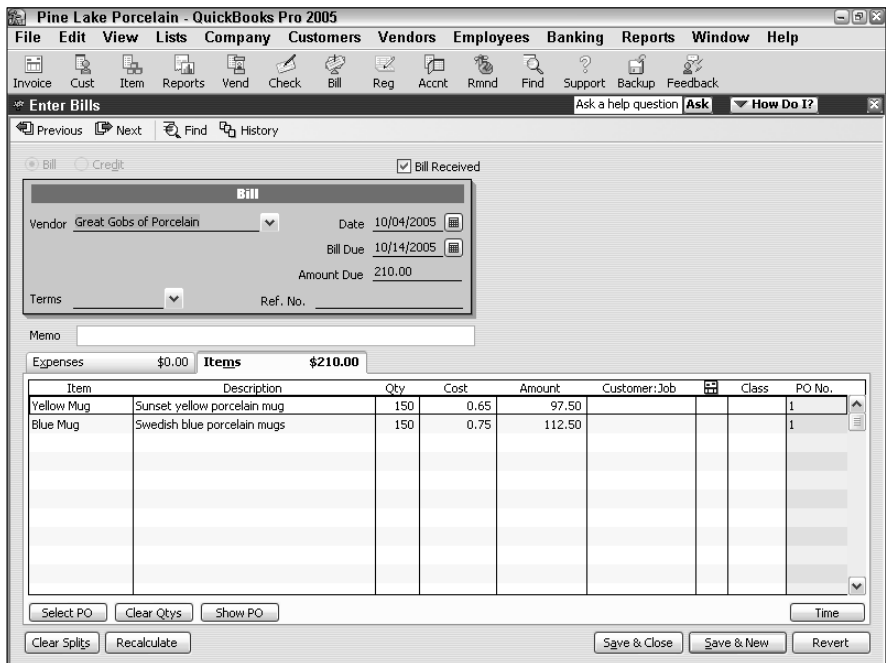 Pine Lake Porcelain - QuickBooks Pro 2005
File Edit View Lists Company Customers Vendors Employees Banking Reports Window Help
Invoice Cust Item Reports Vend Check Bill Reg Accnt Rmnd Find Support Backup Feedback
Enter Bills Ask a help question Ask How Do I?
Previous Next Find History
Bill Credit Bill Received
Bill
Vendor Great Gobs of Porcelain Date 10/04/2005
Bill Due 10/14/2005
Amount Due 210.00
Terms Ref. No.
Memo
Expenses $0.00 Items $210.00
Item Description Qty Cost Amount Customer:Job Class PO No.
Yellow Mug Sunset yellow porcelain mug 150 0.65 97.50 1
Blue Mug Swedish blue porcelain mugs 150 0.75 112.50 1
Select PO Clear Qtys Show PO Time
Clear Splits Recalculate Save & Close Save & New Revert